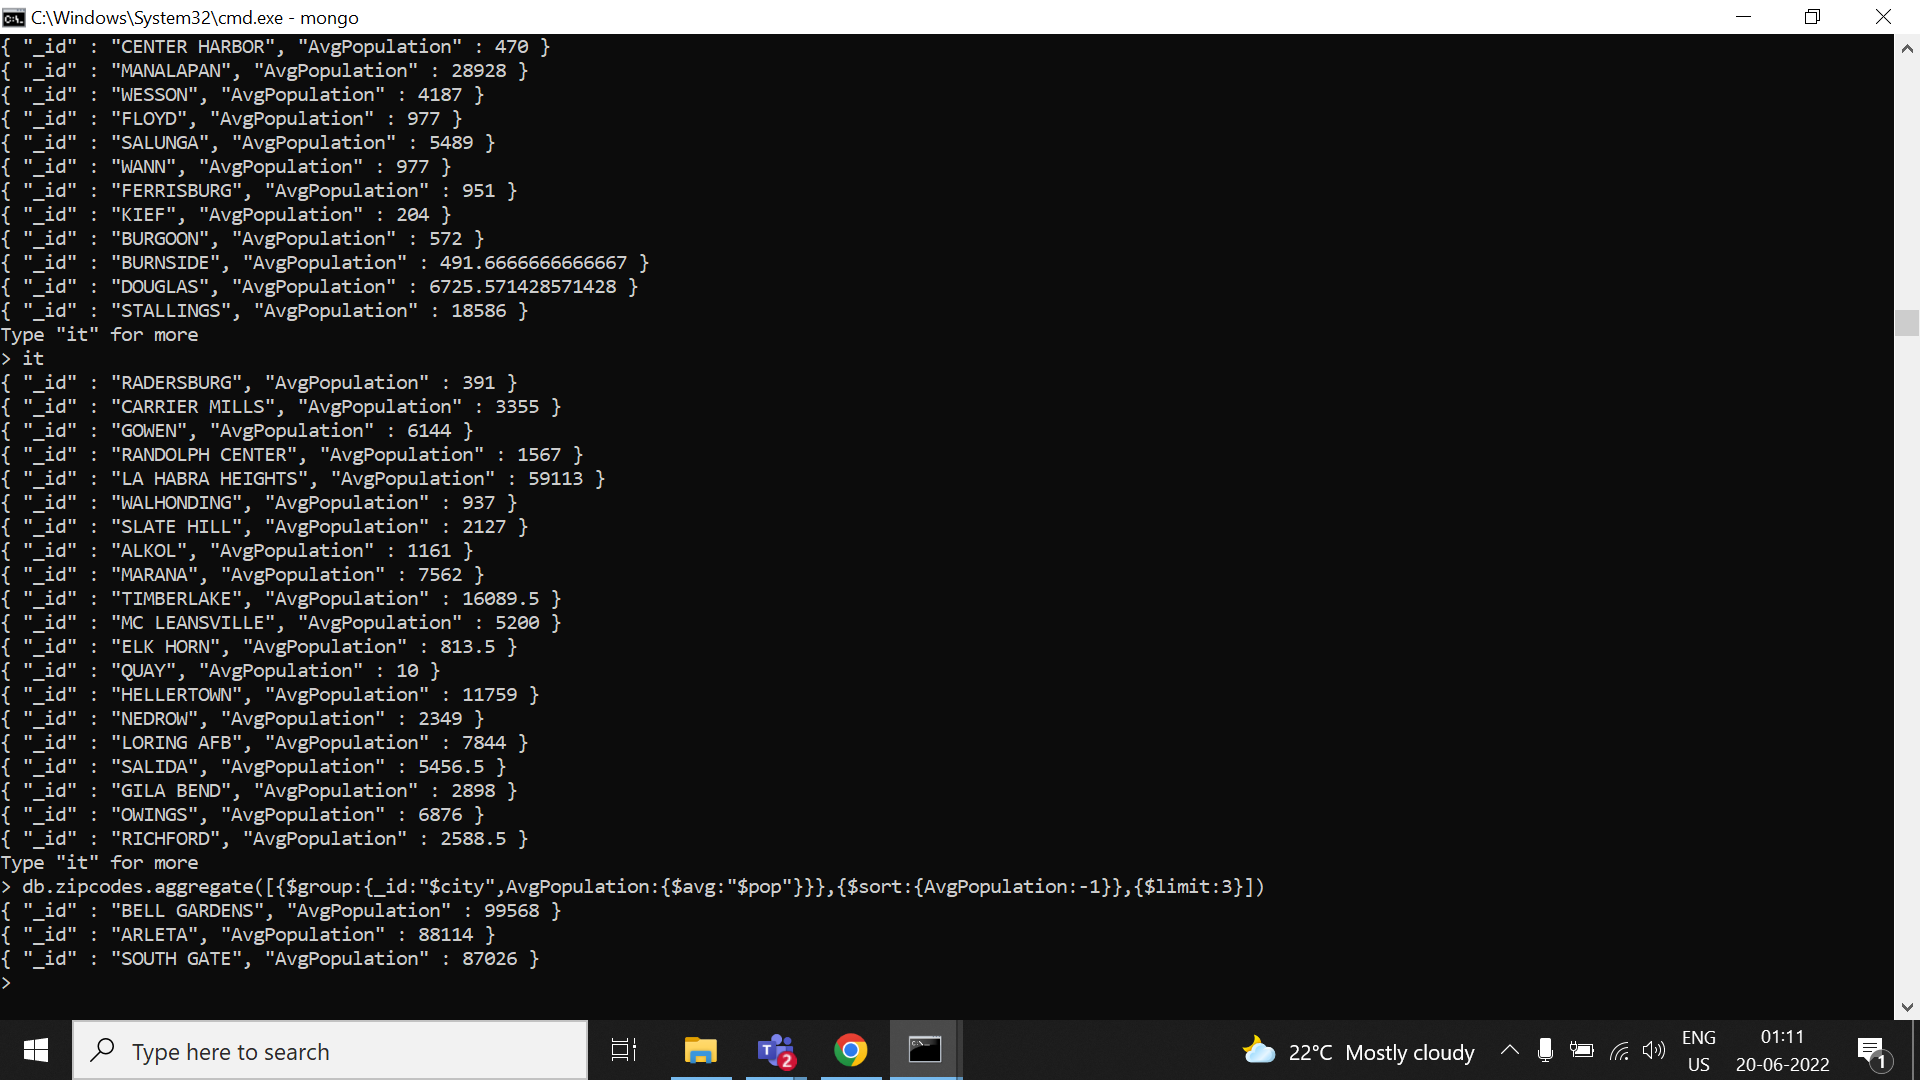 C:\Windows\System32\cmd.exe - mongo
{ "_id" : "CENTER HARBOR", "AvgPopulation" : 470 }
{ "_id" : "MANALAPAN", "AvgPopulation" : 28928 }
{ "_id" : "WESSON", "AvgPopulation" : 4187 }
{ "_id" : "FLOYD", "AvgPopulation" : 977 }
{ "_id" : "SALUNGA", "AvgPopulation" : 5489 }
{ "_id" : "WANN", "AvgPopulation" : 977 }
{ "_id" : "FERRISBURG", "AvgPopulation" : 951 }
{ "_id" : "KIEF", "AvgPopulation" : 204 }
{ "_id" : "BURGOON", "AvgPopulation" : 572 }
{ "_id" : "BURNSIDE", "AvgPopulation" : 491.6666666666667 }
{ "_id" : "DOUGLAS", "AvgPopulation" : 6725.571428571428 }
{ "_id" : "STALLINGS", "AvgPopulation" : 18586 }
Type "it" for more
> it
{ "_id" : "RADERSBURG", "AvgPopulation" : 391 }
{ "_id" : "CARRIER MILLS", "AvgPopulation" : 3355 }
{ "_id" : "GOWEN", "AvgPopulation" : 6144 }
{ "_id" : "RANDOLPH CENTER", "AvgPopulation" : 1567 }
{ "_id" : "LA HABRA HEIGHTS", "AvgPopulation" : 59113 }
{ "_id" : "WALHONDING", "AvgPopulation" : 937 }
{ "_id" : "SLATE HILL", "AvgPopulation" : 2127 }
{ "_id" : "ALKOL", "AvgPopulation" : 1161 }
{ "_id" : "MARANA", "AvgPopulation" : 7562 }
{ "_id" : "TIMBERLAKE", "AvgPopulation" : 16089.5 }
{ "_id" : "MC LEANSVILLE", "AvgPopulation" : 5200 }
{ "_id" : "ELK HORN", "AvgPopulation" : 813.5 }
{ "_id" : "QUAY", "AvgPopulation" : 10 }
{ "_id" : "HELLERTOWN", "AvgPopulation" : 11759 }
{ "_id" : "NEDROW", "AvgPopulation" : 2349 }
{ "_id" : "LORING AFB", "AvgPopulation" : 7844 }
{ "_id" : "SALIDA", "AvgPopulation" : 5456.5 }
{ "_id" : "GILA BEND", "AvgPopulation" : 2898 }
{ "_id" : "OWINGS", "AvgPopulation" : 6876 }
{ "_id" : "RICHFORD", "AvgPopulation" : 2588.5 }
Type "it" for more
> db.zipcodes.aggregate([{$group:{_id:"$city",AvgPopulation:{$avg:"$pop"}}},{$sort:{AvgPopulation:-1}},{$limit:3}])
{ "_id" : "BELL GARDENS", "AvgPopulation" : 99568 }
{ "_id" : "ARLETA", "AvgPopulation" : 88114 }
{ "_id" : "SOUTH GATE", "AvgPopulation" : 87026 }
>
Type here to search
2
22°C Mostly cloudy
ENG
US
01:11
20-06-2022
1